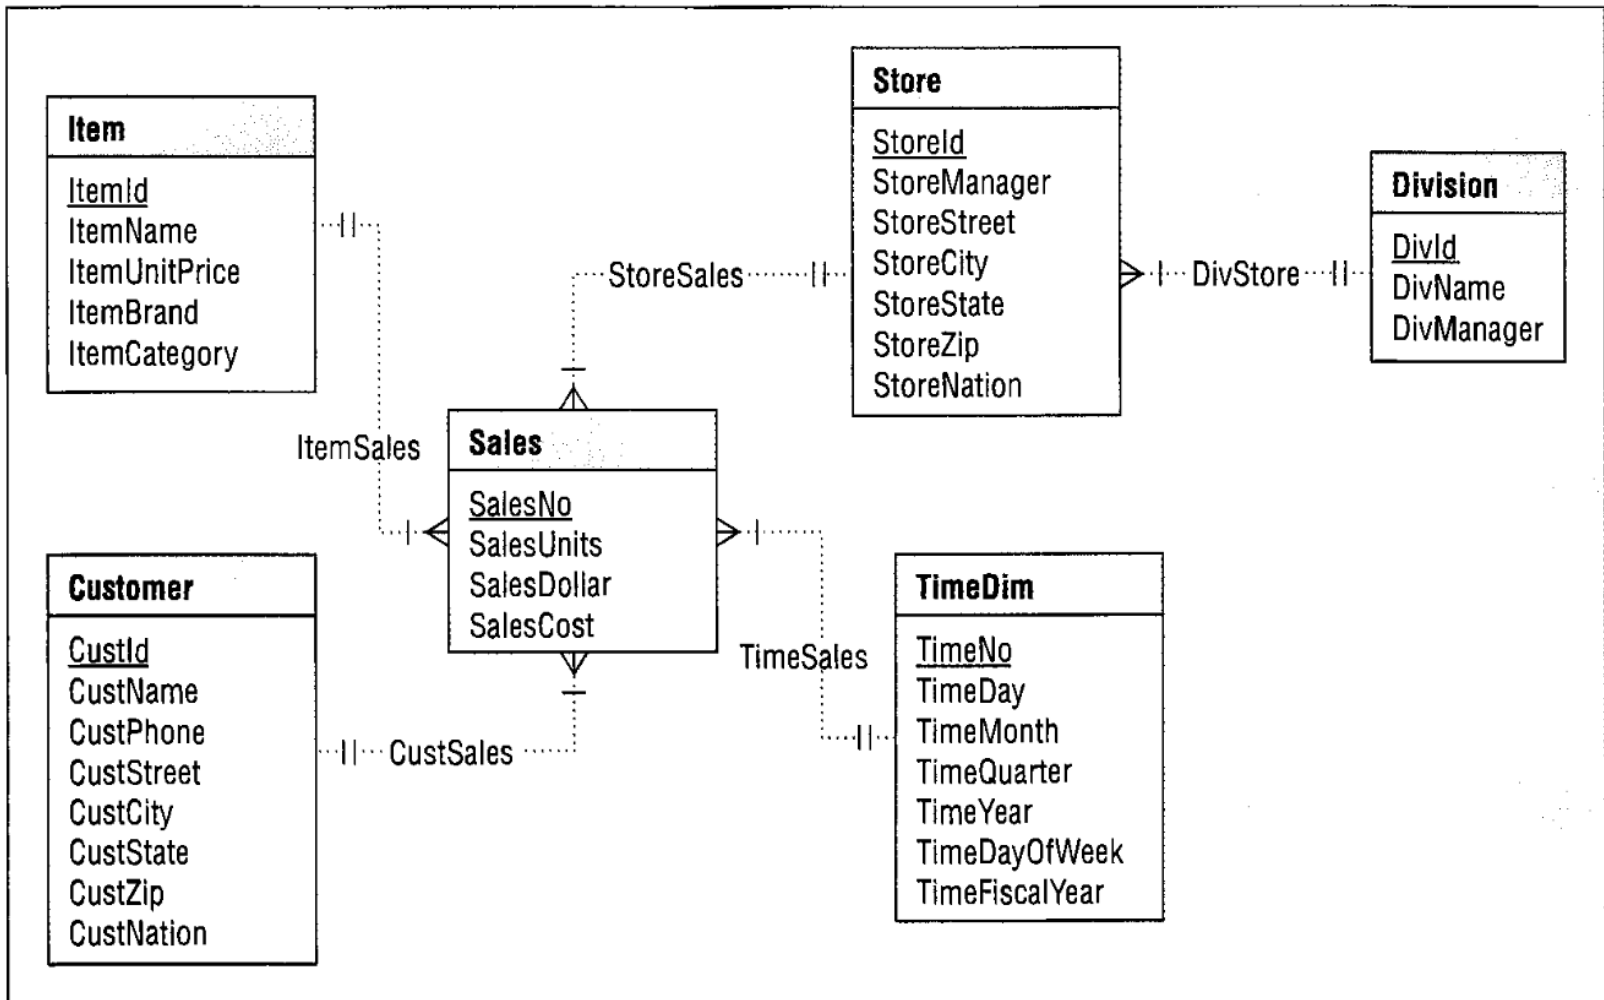 Item
ItemId
ItemName
ItemUnitPrice
ItemBrand
ItemCategory
Store
StoreId
StoreManager
StoreStreet
StoreCity
StoreState
StoreZip
StoreNation
Division
DivId
DivName
DivManager
StoreSales
DivStore
ItemSales
Sales
SalesNo
SalesUnits
SalesDollar
SalesCost
Customer
CustId
CustName
CustPhone
CustStreet
CustCity
CustState
CustZip
CustNation
CustSales
TimeSales
TimeDim
TimeNo
TimeDay
TimeMonth
TimeQuarter
TimeYear
TimeDayOfWeek
TimeFiscalYear